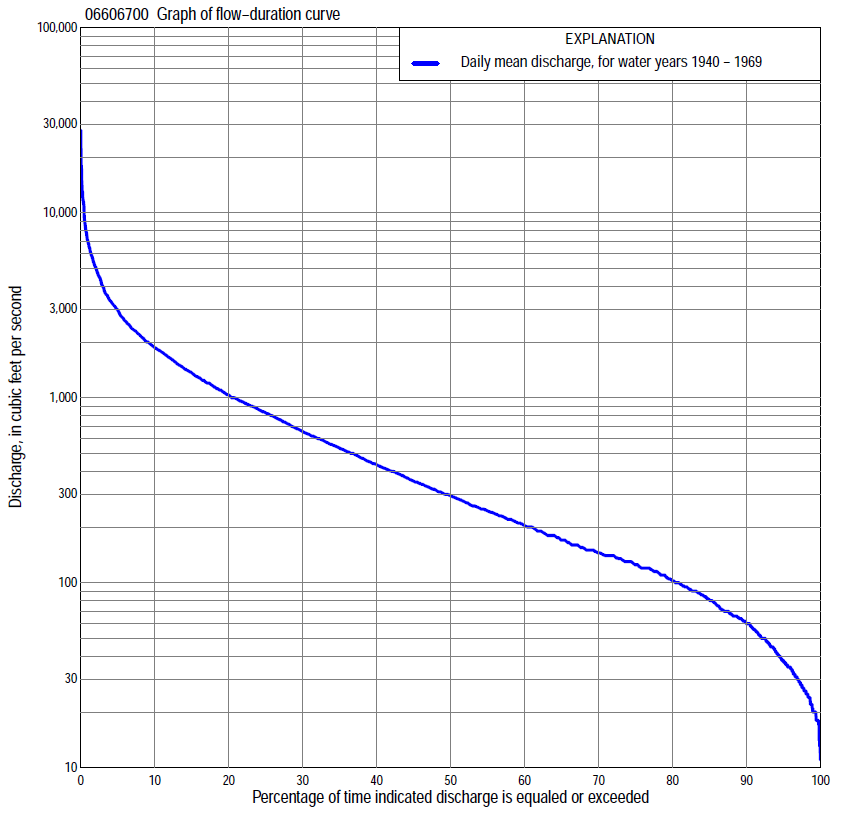 06606700 Graph of flow-duration curve
EXPLANATION
Daily mean discharge, for water years 1940 - 1969
Discharge, in cubic feet per second
100,000
30,000
10,000
3,000
1,000
300
100
30
10
0 10 20 30 40 50 60 70 80 90 100
Percentage of time indicated discharge is equaled or exceeded